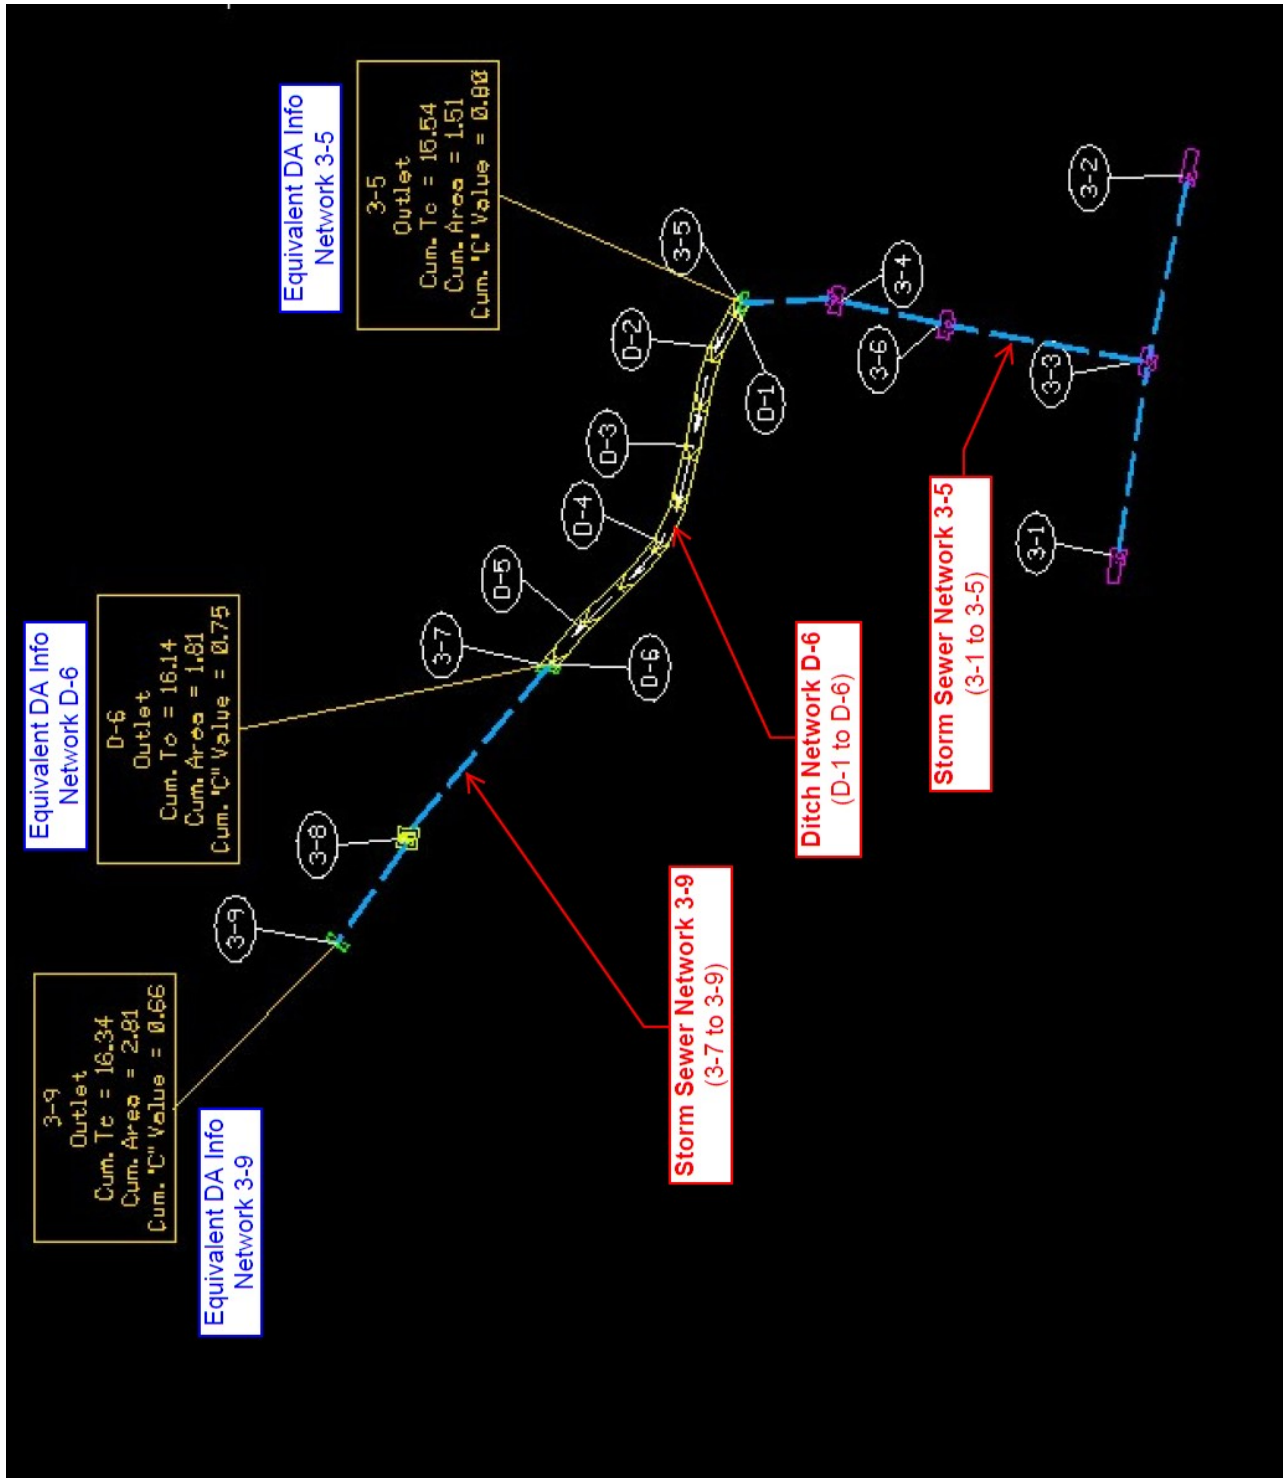 Equivalent DA Info
Network 3-5
3-5
Outlet
Cum. Tc = 15.54
Cum. Area = 1.51
Cum. "C" Value = 0.80
Equivalent DA Info
Network D-6
D-6
Outlet
Cum. Tc = 16.14
Cum. Area = 1.81
Cum. "C" Value = 0.75
3-9
Outlet
Cum. Tc = 16.34
Cum. Area = 2.81
Cum. "C" Value = 0.66
Equivalent DA Info
Network 3-9
3-9
3-8
3-7
D-6
D-5
D-4
D-3
D-2
D-1
3-5
3-4
3-6
3-3
3-2
3-1
Storm Sewer Network 3-9
(3-7 to 3-9)
Ditch Network D-6
(D-1 to D-6)
Storm Sewer Network 3-5
(3-1 to 3-5)